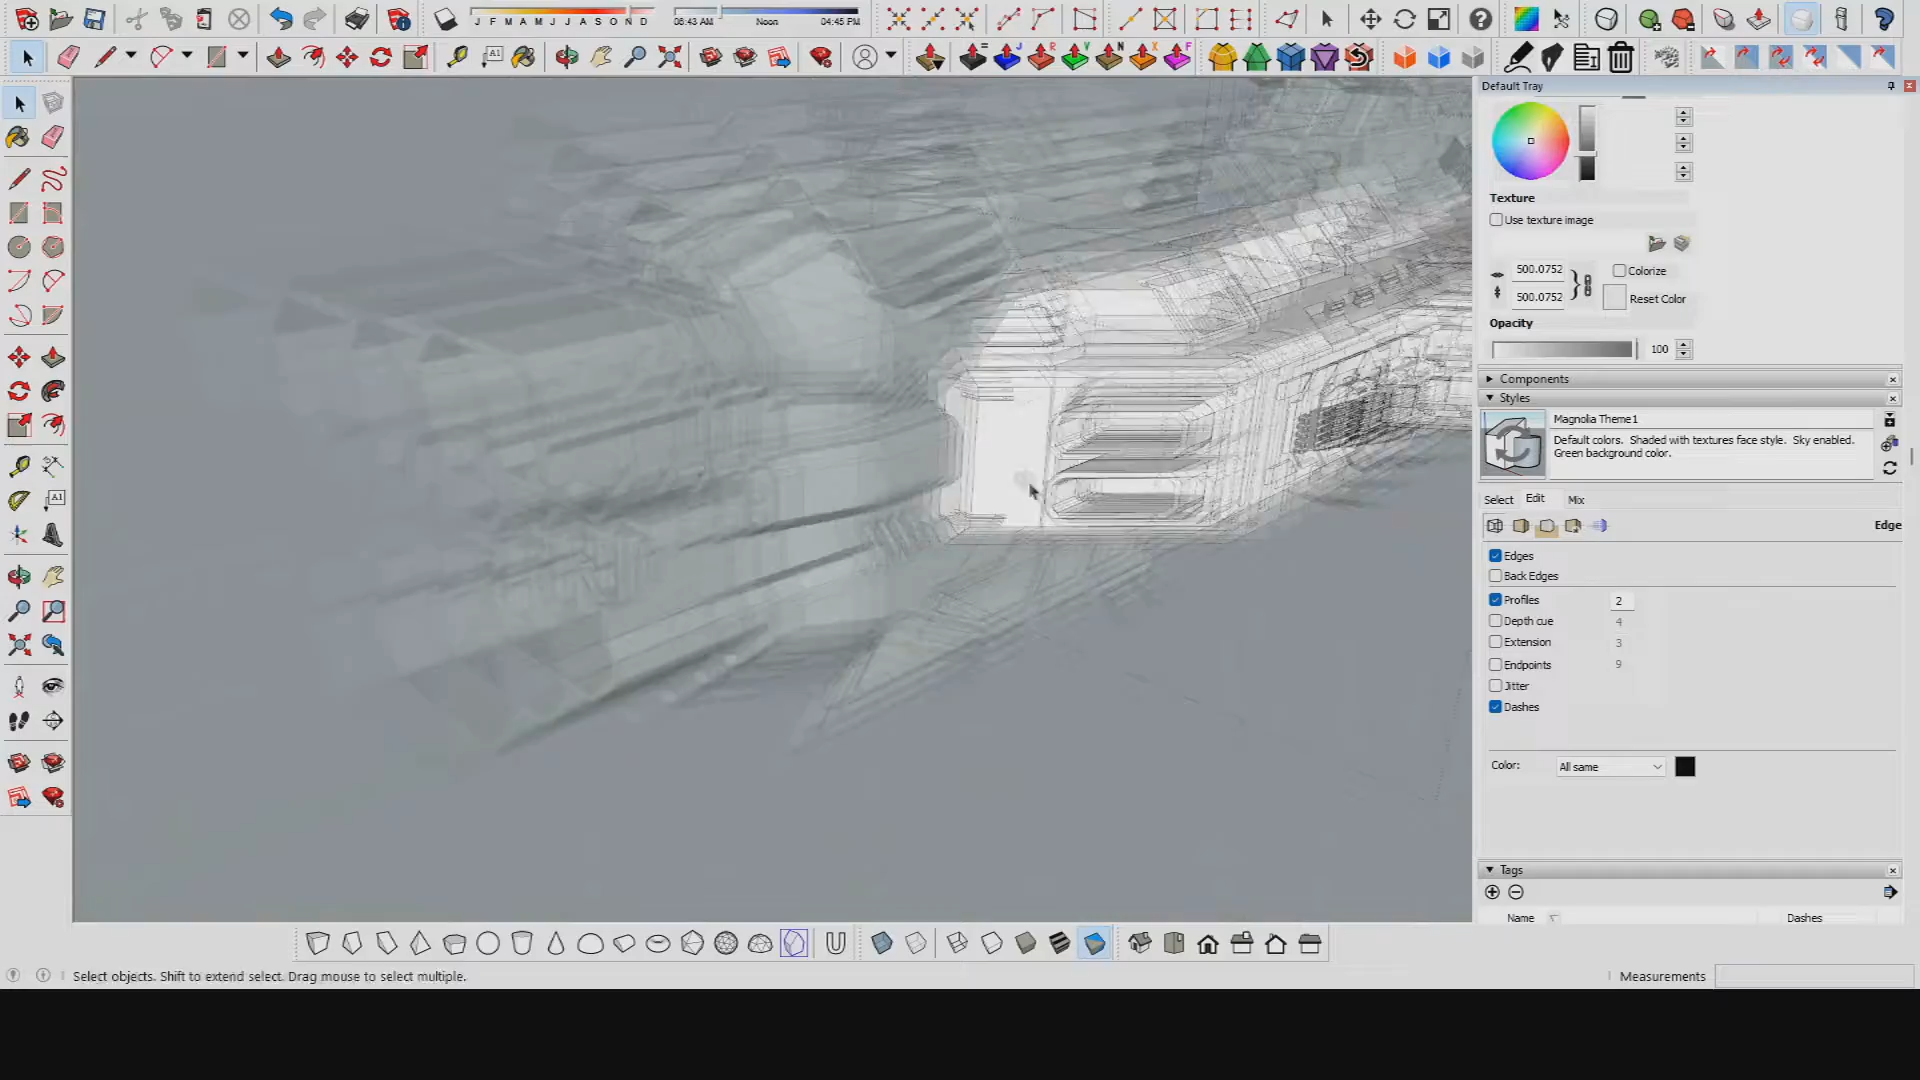 J F M A M J J A S O N D
06:43 AM Noon 04:45 PM
= J R V N X F
A1
Default Tray
Texture
Use texture image
500.0752
Colorize
500.0752
Reset Color
Opacity
100
Components
Styles
Magnolia Theme1
Default colors. Shaded with textures face style. Sky enabled.
Green background color.
Select Edit Mix
Edge
Edges
Back Edges
Profiles 2
Depth cue 4
Extension 3
Endpoints 9
Jitter
Dashes
Color: All same
Tags
Name Dashes
A1
Select objects. Shift to extend select. Drag mouse to select multiple.
Measurements